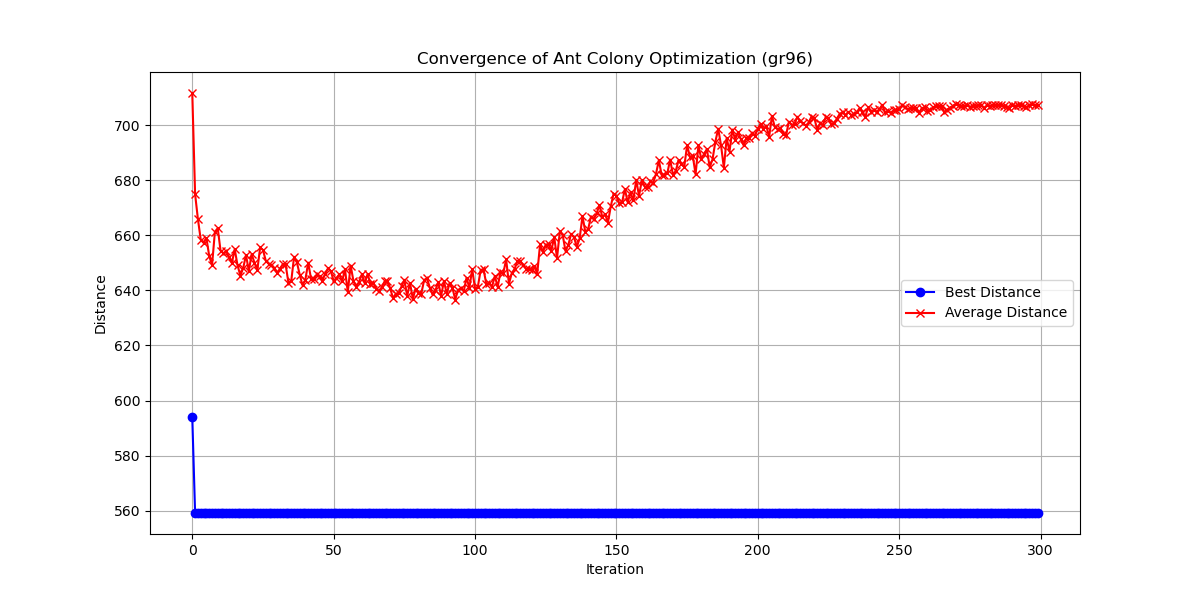 Convergence of Ant Colony Optimization (gr96)
Distance
700
680
660
640
620
600
580
560
Best Distance
Average Distance
0 50 100 150 200 250 300
Iteration